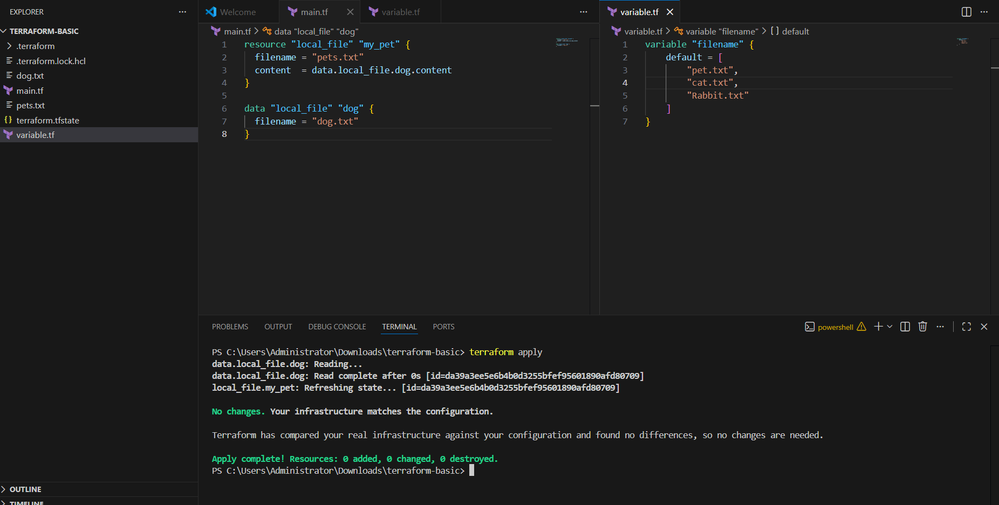 EXPLORER
TERRAFORM-BASIC
.terraform
.terraform.lock.hcl
dog.txt
main.tf
pets.txt
terraform.tfstate
variable.tf
OUTLINE
TIMELINE
Welcome
main.tf
variable.tf
main.tf > data "local_file" "dog"
1 resource "local_file" "my_pet" {
2 filename = "pets.txt"
3 content  = data.local_file.dog.content
4 }
5
6 data "local_file" "dog" {
7 filename = "dog.txt"
8 }
variable.tf
variable.tf > variable "filename" > [ ] default
1 variable "filename" {
2 default = [
3 "pet.txt",
4 "cat.txt",
5 "Rabbit.txt"
6 ]
7 }
PROBLEMS OUTPUT DEBUG CONSOLE TERMINAL PORTS
powershell
PS C:\Users\Administrator\Downloads\terraform-basic> terraform apply
data.local_file.dog: Reading...
data.local_file.dog: Read complete after 0s [id=da39a3ee5e6b4b0d3255bfef95601890afd80709]
local_file.my_pet: Refreshing state... [id=da39a3ee5e6b4b0d3255bfef95601890afd80709]
No changes. Your infrastructure matches the configuration.
Terraform has compared your real infrastructure against your configuration and found no differences, so no changes are needed.
Apply complete! Resources: 0 added, 0 changed, 0 destroyed.
PS C:\Users\Administrator\Downloads\terraform-basic>